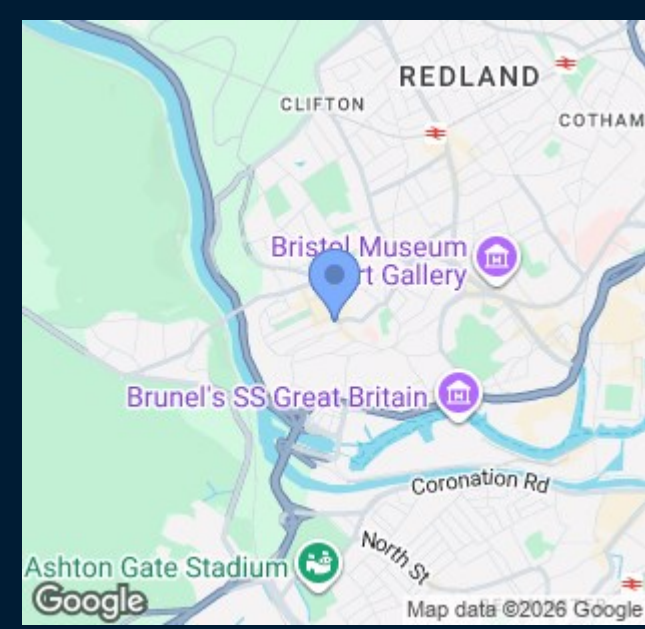 REDLAND
CLIFTON
COTHAM
Bristol Museum
rt Gallery
Brunel's SS Great Britain
Coronation Rd
North St
Ashton Gate Stadium
Google
Map data ©2026 Google